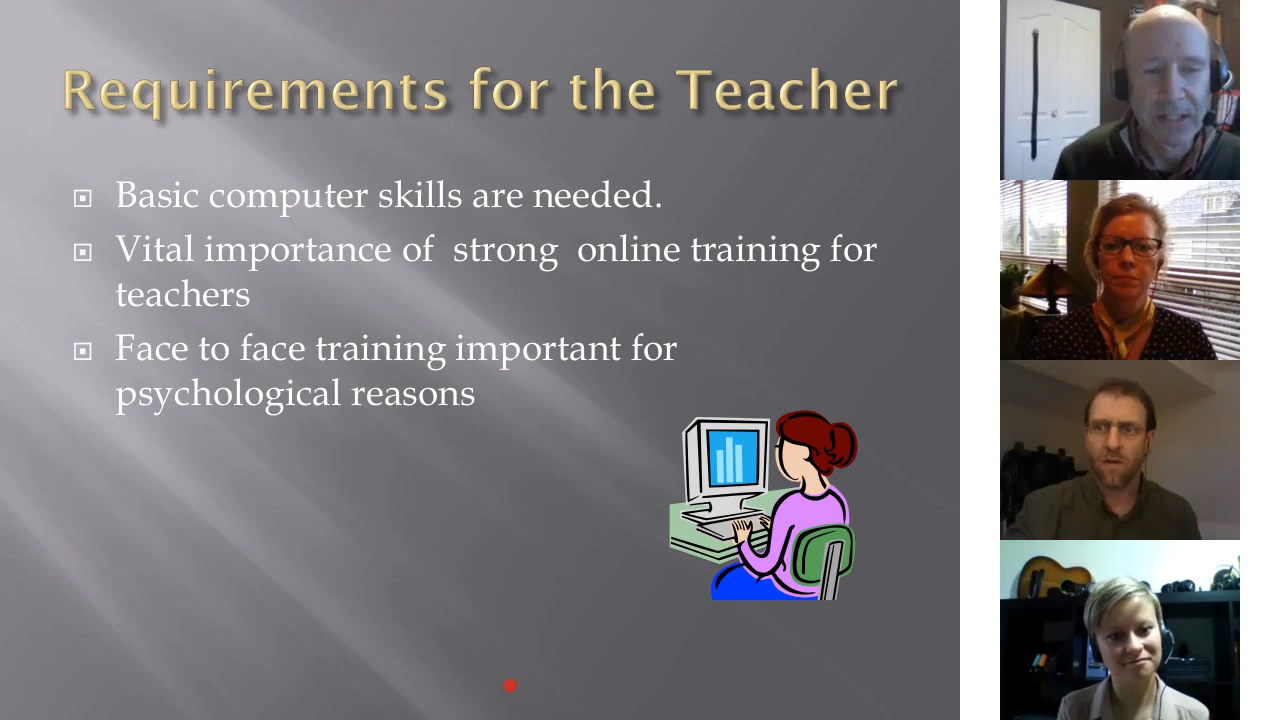 Requirements for the Teacher
Basic computer skills are needed.
Vital importance of  strong  online training for
teachers
Face to face training important for
psychological reasons